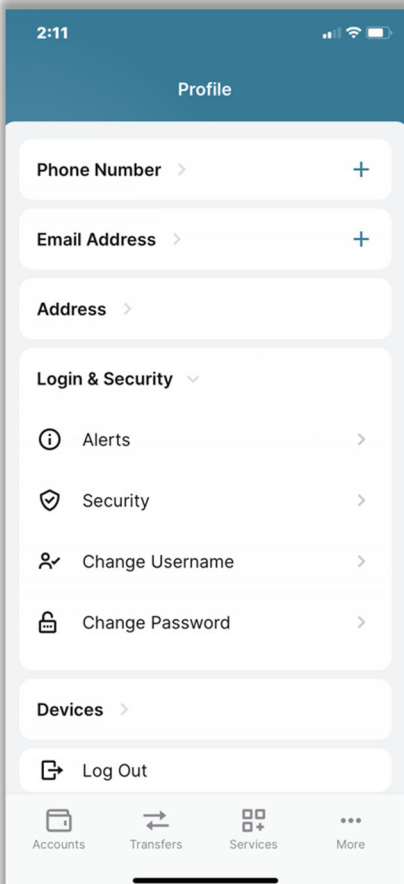 2:11
Profile
Phone Number
Email Address
Address
Login & Security
Alerts
Security
Change Username
Change Password
Devices
Log Out
Accounts Transfers Services More